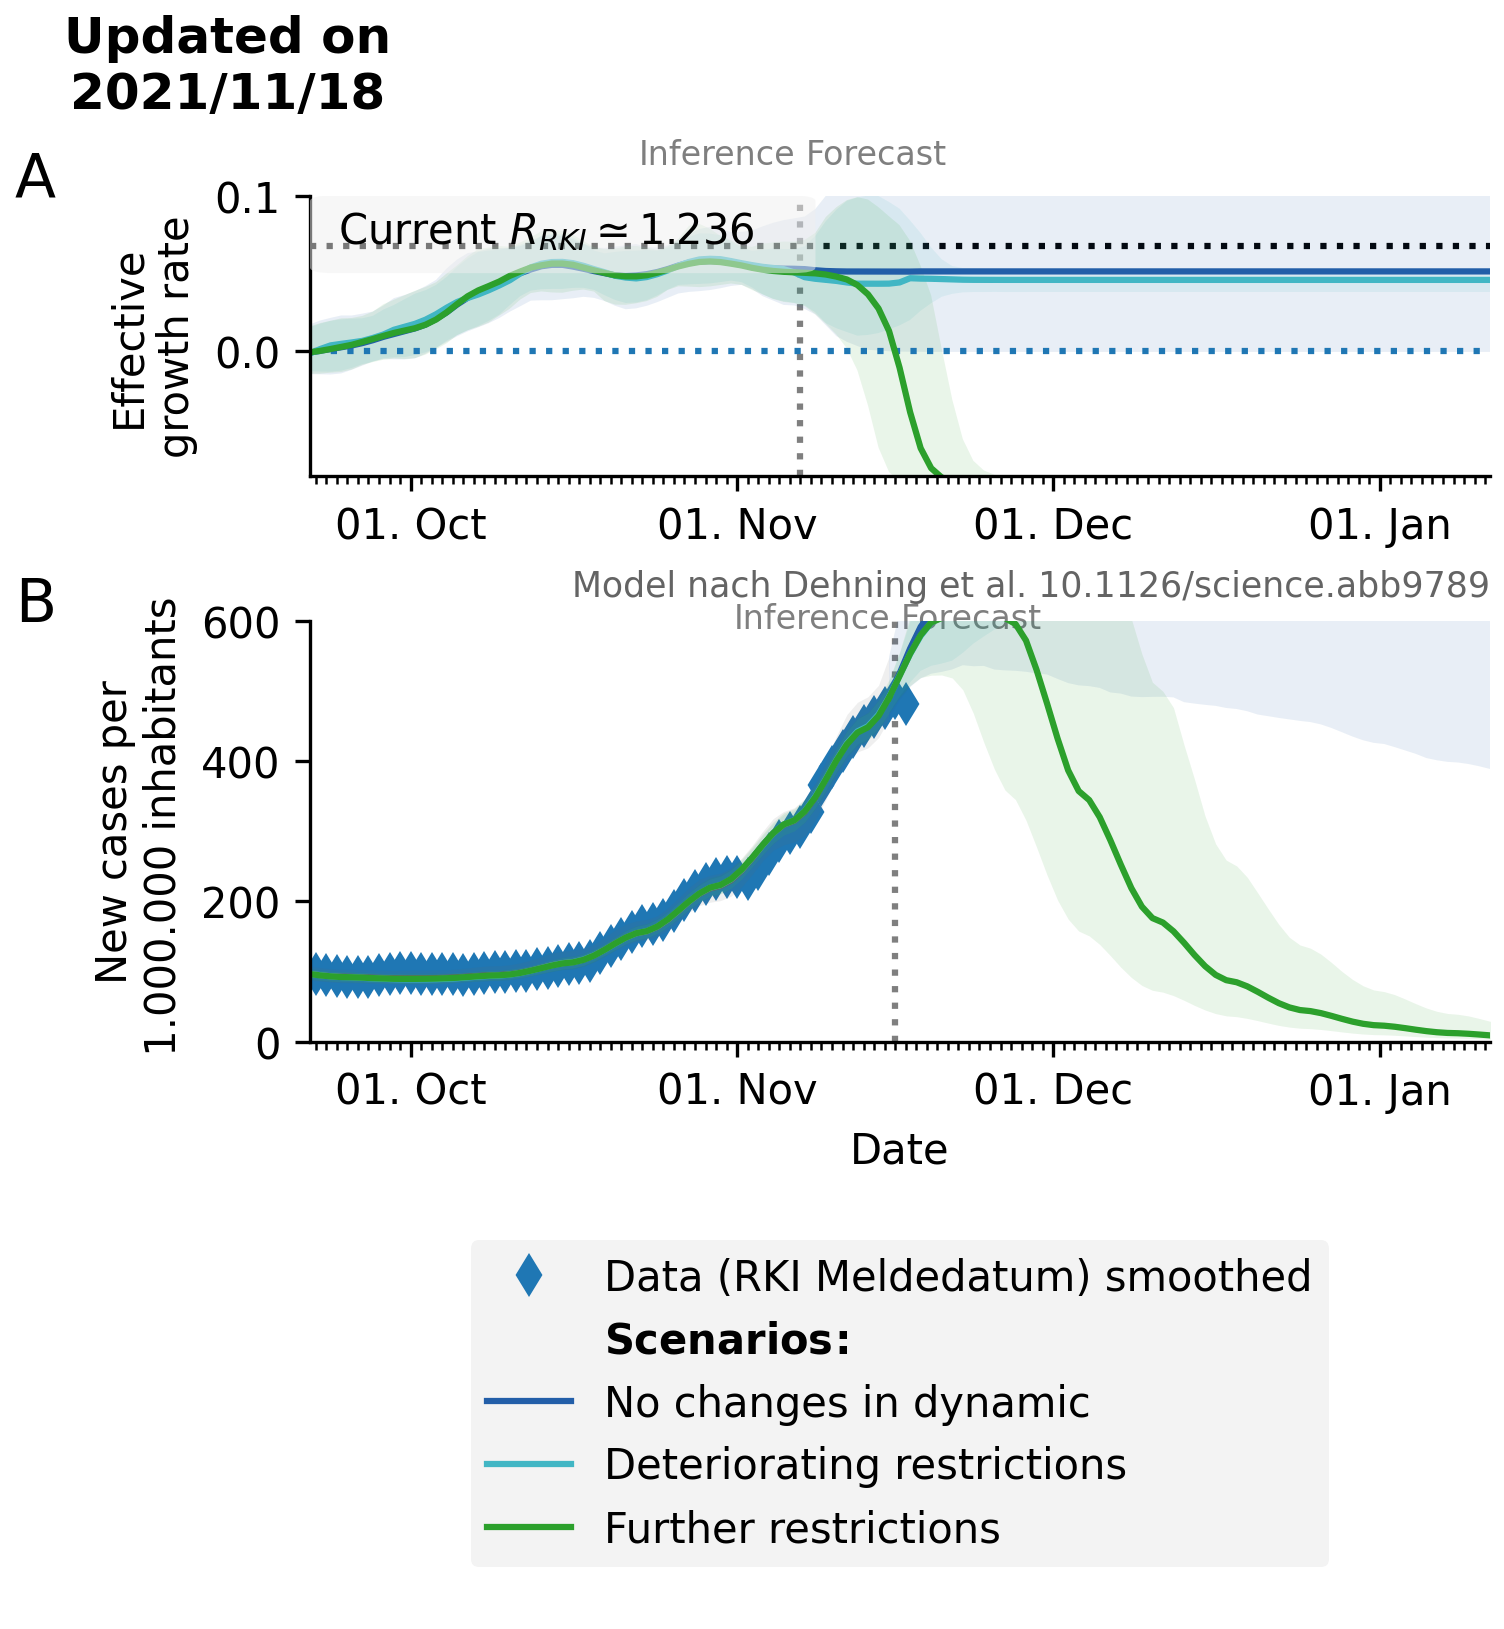 Updated on
2021/11/18
A
Inference Forecast
Effective
growth rate
0.1
0.0
Current R_RKI ≃ 1.236
01. Oct
01. Nov
01. Dec
01. Jan
B
Model nach Dehning et al. 10.1126/science.abb9789
Inference Forecast
New cases per
1.000.000 inhabitants
600
400
200
0
01. Oct
01. Nov
01. Dec
01. Jan
Date
Data (RKI Meldedatum) smoothed
Scenarios:
No changes in dynamic
Deteriorating restrictions
Further restrictions